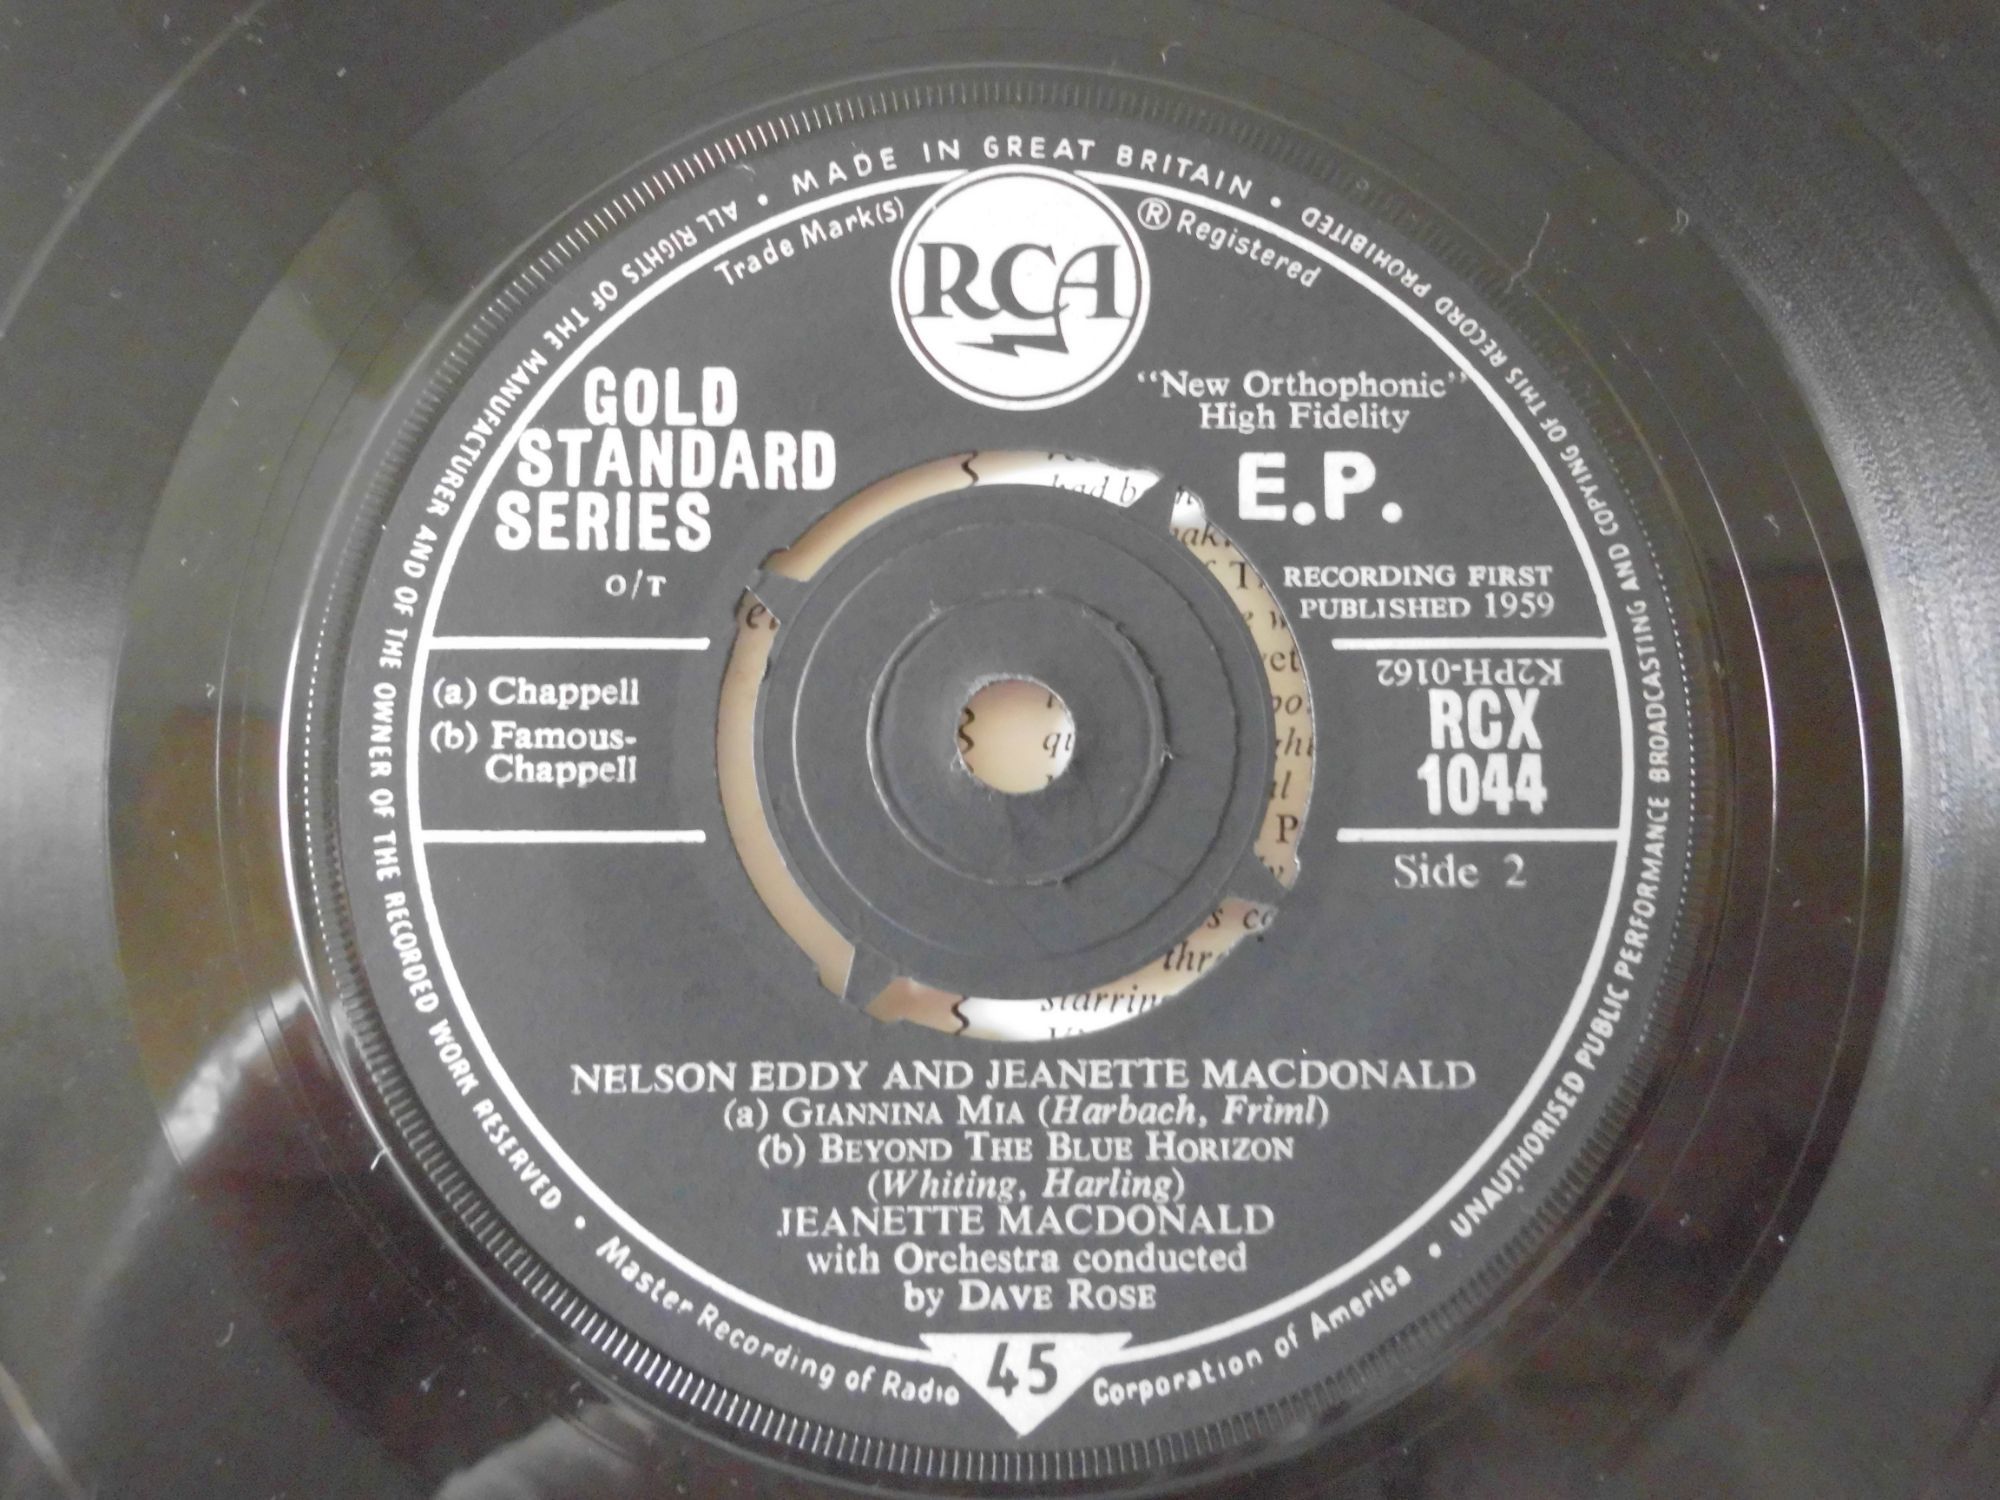 MADE IN GREAT BRITAIN • UNAUTHORISED PUBLIC PERFORMANCE BROADCASTING AND COPYING OF THIS RECORD PROHIBITED •
ALL RIGHTS OF THE MANUFACTURER AND OF THE OWNER OF THE RECORDED WORK RESERVED •
Trade Mark(s)
RCA
® Registered
GOLD
STANDARD
SERIES
O/T
"New Orthophonic"
High Fidelity
E.P.
RECORDING FIRST
PUBLISHED 1959
(a) Chappell
(b) Famous-
Chappell
K2PH-0162
RCX
1044
Side 2
NELSON EDDY AND JEANETTE MACDONALD
(a) GIANNINA MIA (Harbach, Friml)
(b) BEYOND THE BLUE HORIZON
(Whiting, Harling)
JEANETTE MACDONALD
with Orchestra conducted
by DAVE ROSE
45
Master Recording of Radio Corporation of America •